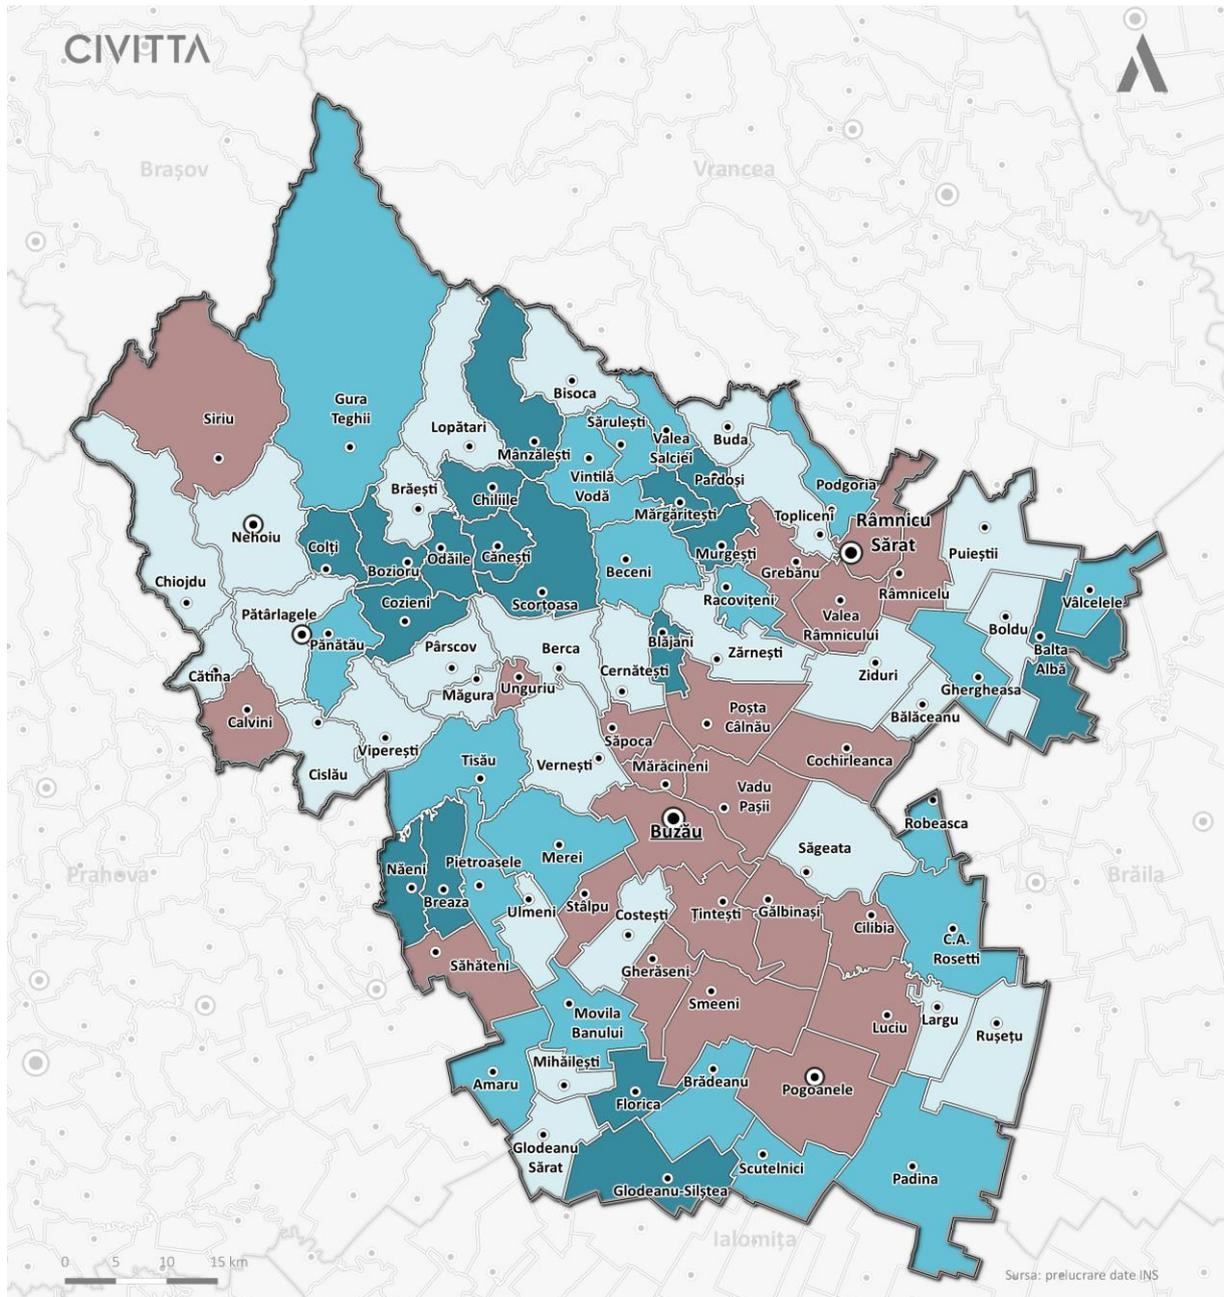 CIVITTA
Brașov
Vrancea
Siriu
Gura
Teghii
Lopătari
Bisoca
Mânzălești
Sărulești
Valea
Salciei
Buda
Vintilă
Vodă
Pardoși
Podgoria
Brăești
Chiliile
Mărgăritești
Topliceni
Râmnicu
Sărat
Nehoiu
Colți
Bozioru
Odăile
Cănești
Beceni
Murgești
Grebănu
Puieștii
Chiojdu
Cozieni
Scorțoasa
Racovițeni
Valea
Râmnicului
Râmnicelu
Vâlcelele
Pătârlagele
Pănătău
Pârscov
Berca
Blăjani
Zărnești
Boldu
Balta
Albă
Cătina
Măgura
Unguriu
Cernătești
Ziduri
Ghergheasa
Calvini
Poșta
Câlnău
Bălăceanu
Cislău
Viperești
Tisău
Vernești
Săpoca
Mărăcineni
Cochirleanca
Vadu
Pașii
Buzău
Robeasca
Săgeata
Prahova
Brăila
Năeni
Breaza
Pietroasele
Merei
Ulmeni
Stâlpu
Costești
Țintești
Gălbinași
Cilibia
C.A.
Rosetti
Săhăteni
Gherăseni
Smeeni
Movila
Banului
Luciu
Largu
Rușețu
Amaru
Mihăilești
Florica
Brădeanu
Pogoanele
Glodeanu
Sărat
Glodeanu-Siliștea
Scutelnici
Padina
Ialomița
0 5 10 15 km
Sursa: prelucrare date INS